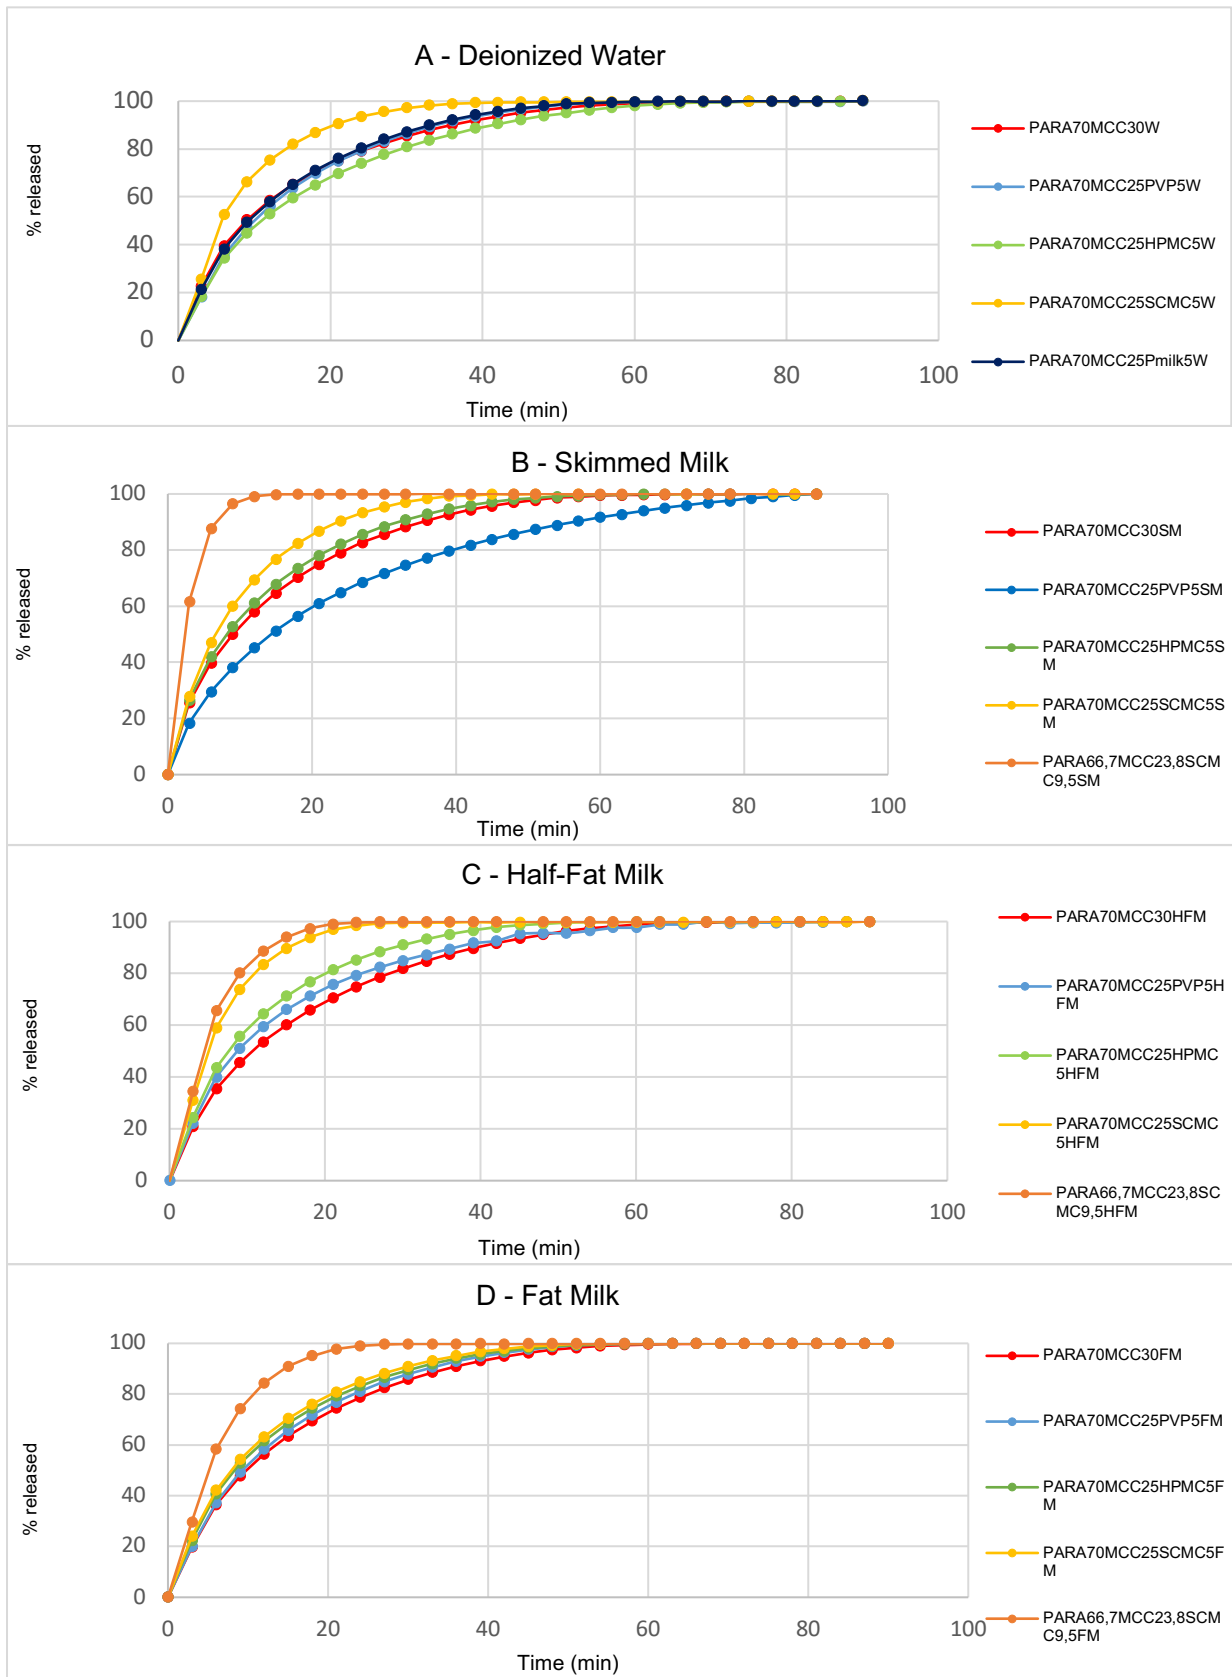 A - Deionized Water
100
80
60
40
20
0
% released
0 20 40 60 80 100
Time (min)
PARA70MCC30W
PARA70MCC25PVP5W
PARA70MCC25HPMC5W
PARA70MCC25SCMC5W
PARA70MCC25Pmilk5W
B - Skimmed Milk
100
80
60
40
20
0
% released
0 20 40 60 80 100
Time (min)
PARA70MCC30SM
PARA70MCC25PVP5SM
PARA70MCC25HPMC5S
M
PARA70MCC25SCMC5S
M
PARA66,7MCC23,8SCM
C9,5SM
C - Half-Fat Milk
100
80
60
40
20
0
% released
0 20 40 60 80 100
Time (min)
PARA70MCC30HFM
PARA70MCC25PVP5H
FM
PARA70MCC25HPMC
5HFM
PARA70MCC25SCMC
5HFM
PARA66,7MCC23,8SC
MC9,5HFM
D - Fat Milk
100
80
60
40
20
0
% released
0 20 40 60 80 100
Time (min)
PARA70MCC30FM
PARA70MCC25PVP5FM
PARA70MCC25HPMC5F
M
PARA70MCC25SCMC5F
M
PARA66,7MCC23,8SCM
C9,5FM